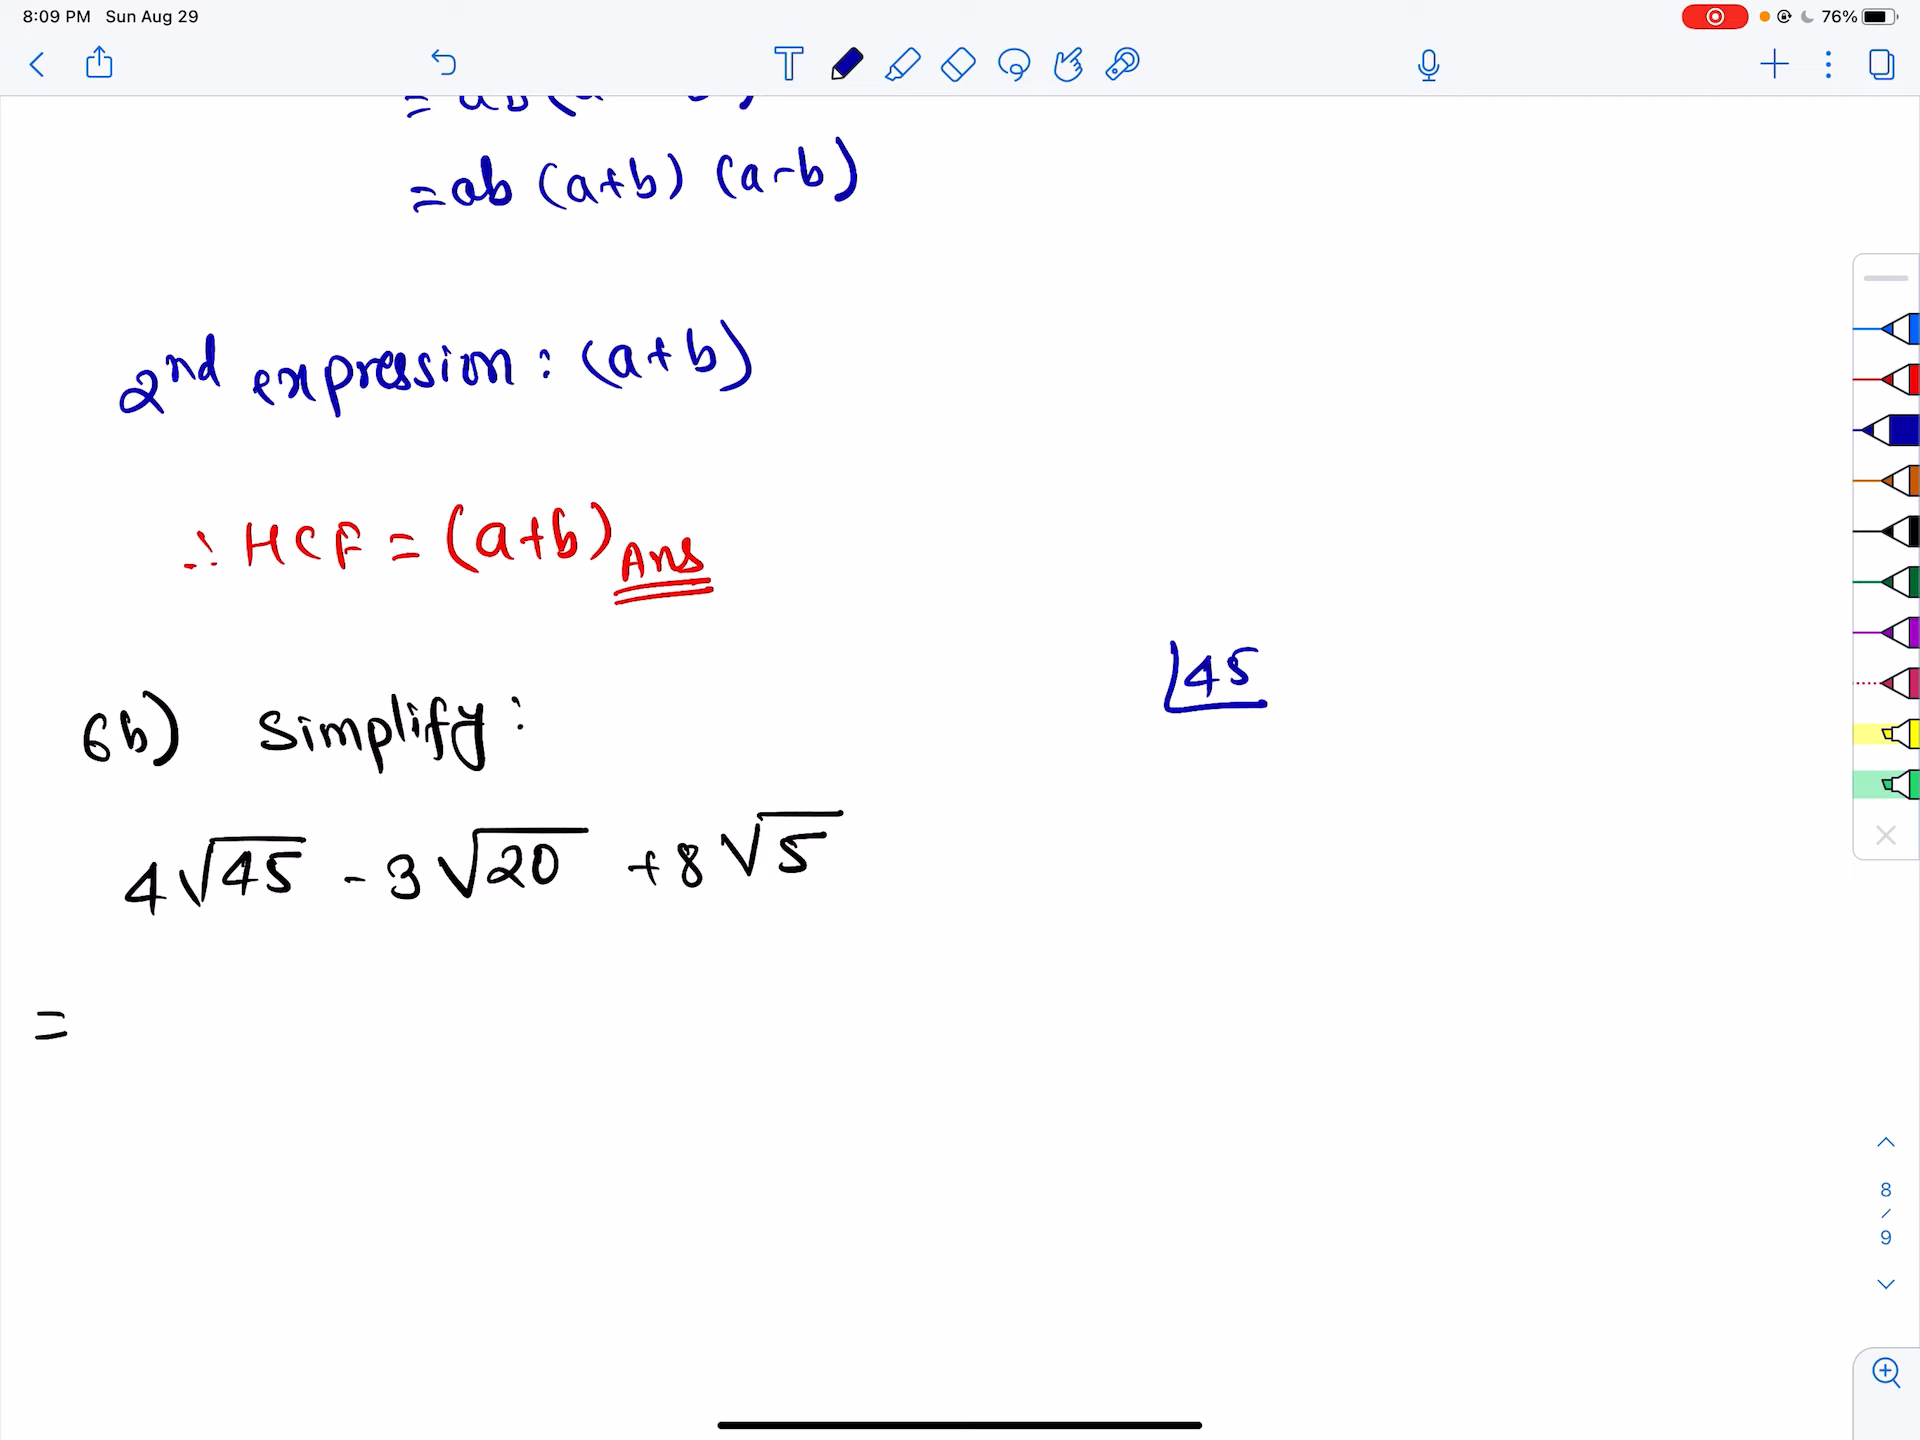 8:09 PM Sun Aug 29
76%
=ab(a
=ab (a+b) (a-b)
2nd expression: (a+b)
∴ HCF = (a+b) Ans
45
6b) Simplify:
4√45 - 3√20 + 8√5
=
8
/
9